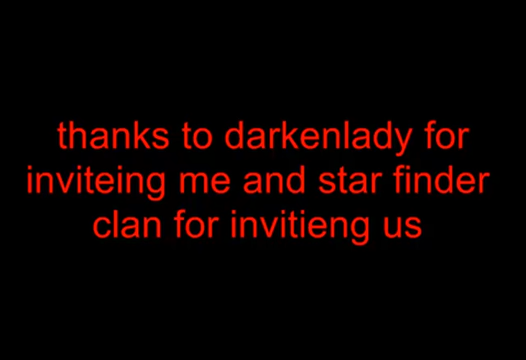 thanks to darkenlady for
inviteing me and star finder
clan for invitieng us